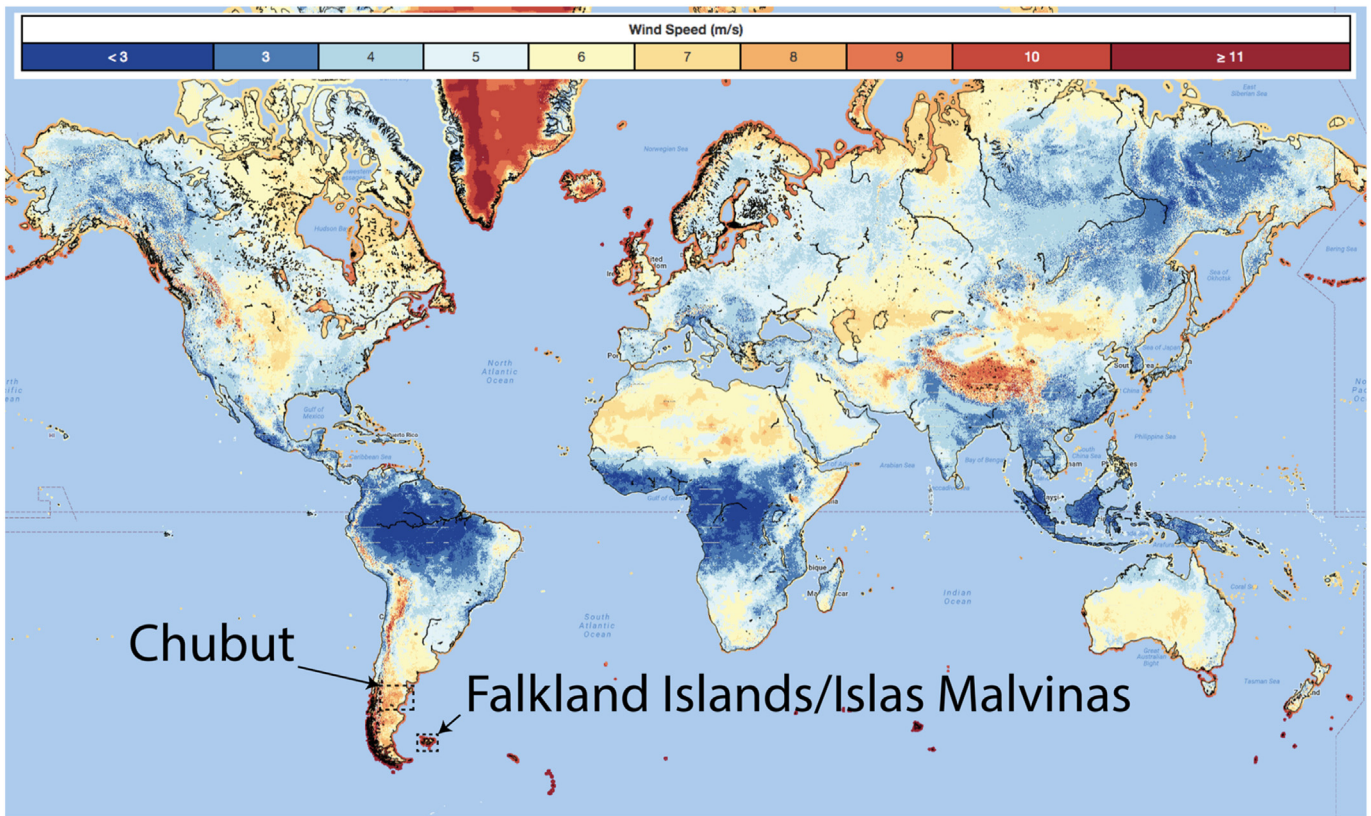 Wind Speed (m/s)
< 3 3 4 5 6 7 8 9 10 ≥ 11
East
Siberian Sea
Norwegian Sea
Hudson Bay
Bering Sea
Sea of
Okhotsk
North
Atlantic
Ocean
Sea of Japan
Gulf of
Mexico
Puerto Rico
Caribbean Sea
Philippine Sea
South
China Sea
Arabian Sea
Bay of Bengal
Indian
Ocean
South
Atlantic
Ocean
Coral
Great
Australian
Bight
Tasman Sea
Chubut
Falkland Islands/Islas Malvinas